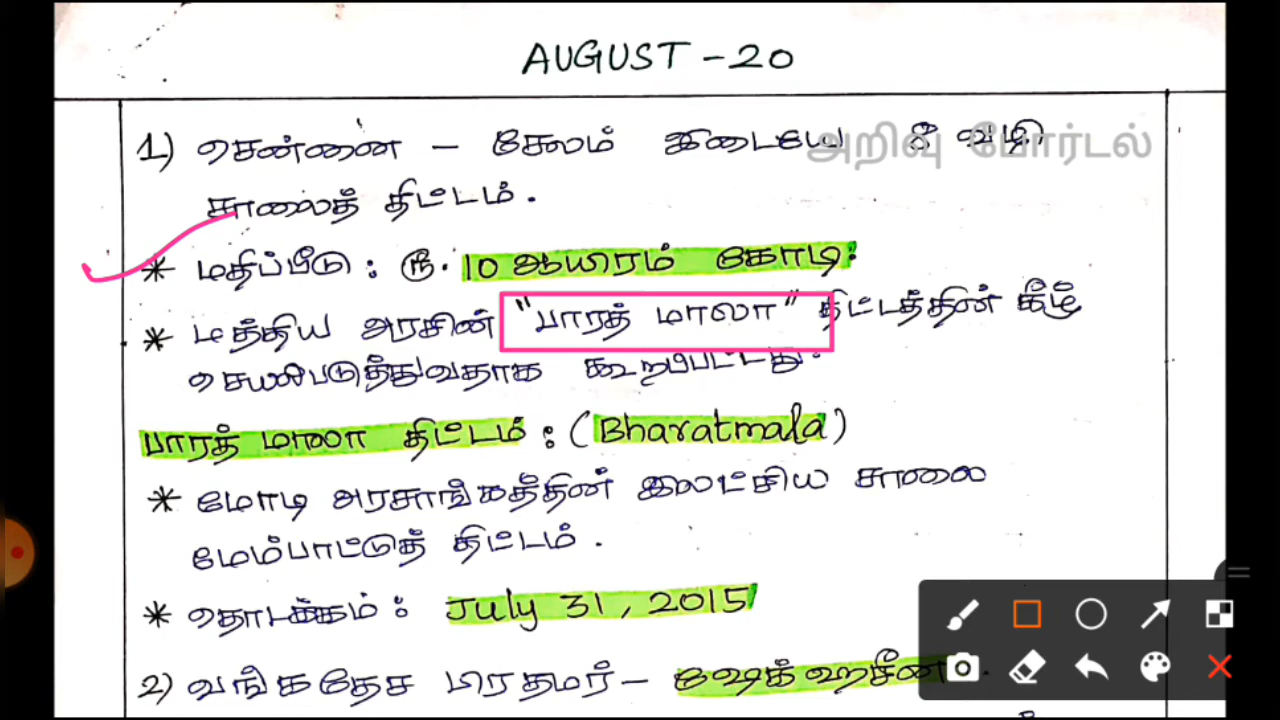 AUGUST - 20
1) சென்னை - சேலம் இடையே 8 வழி
அறிவு போர்டல்
சாலைத் திட்டம்.
* மதிப்பீடு : ரூ. 10 ஆயிரம் கோடி.
* மத்திய அரசின் "பாரத் மாலா" திட்டத்தின் கீழ்
செயல்படுத்துவதாக கூறப்பட்டது.
பாரத் மாலா திட்டம் : (Bharatmala)
* மோடி அரசாங்கத்தின் இலட்சிய சாலை
மேம்பாட்டுத் திட்டம்.
* தொடக்கம் : July 31, 2015
2) வங்கதேச பிரதமர் - ஷேக் ஹசீனா